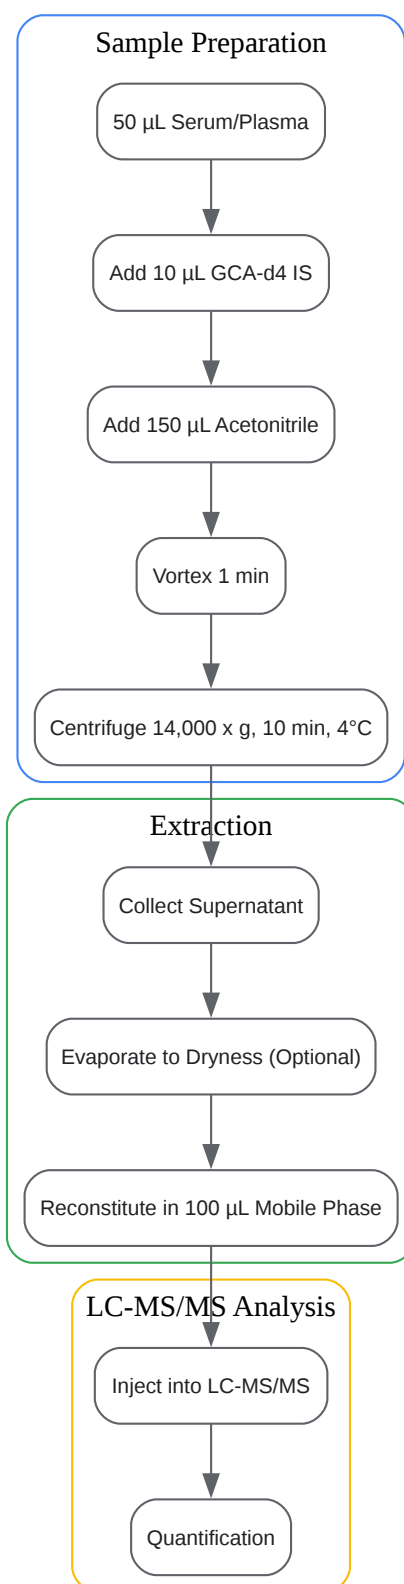 Sample Preparation
50 µL Serum/Plasma
Add 10 µL GCA-d4 IS
Add 150 µL Acetonitrile
Vortex 1 min
Centrifuge 14,000 x g, 10 min, 4°C
Extraction
Collect Supernatant
Evaporate to Dryness (Optional)
Reconstitute in 100 µL Mobile Phase
LC-MS/MS Analysis
Inject into LC-MS/MS
Quantification